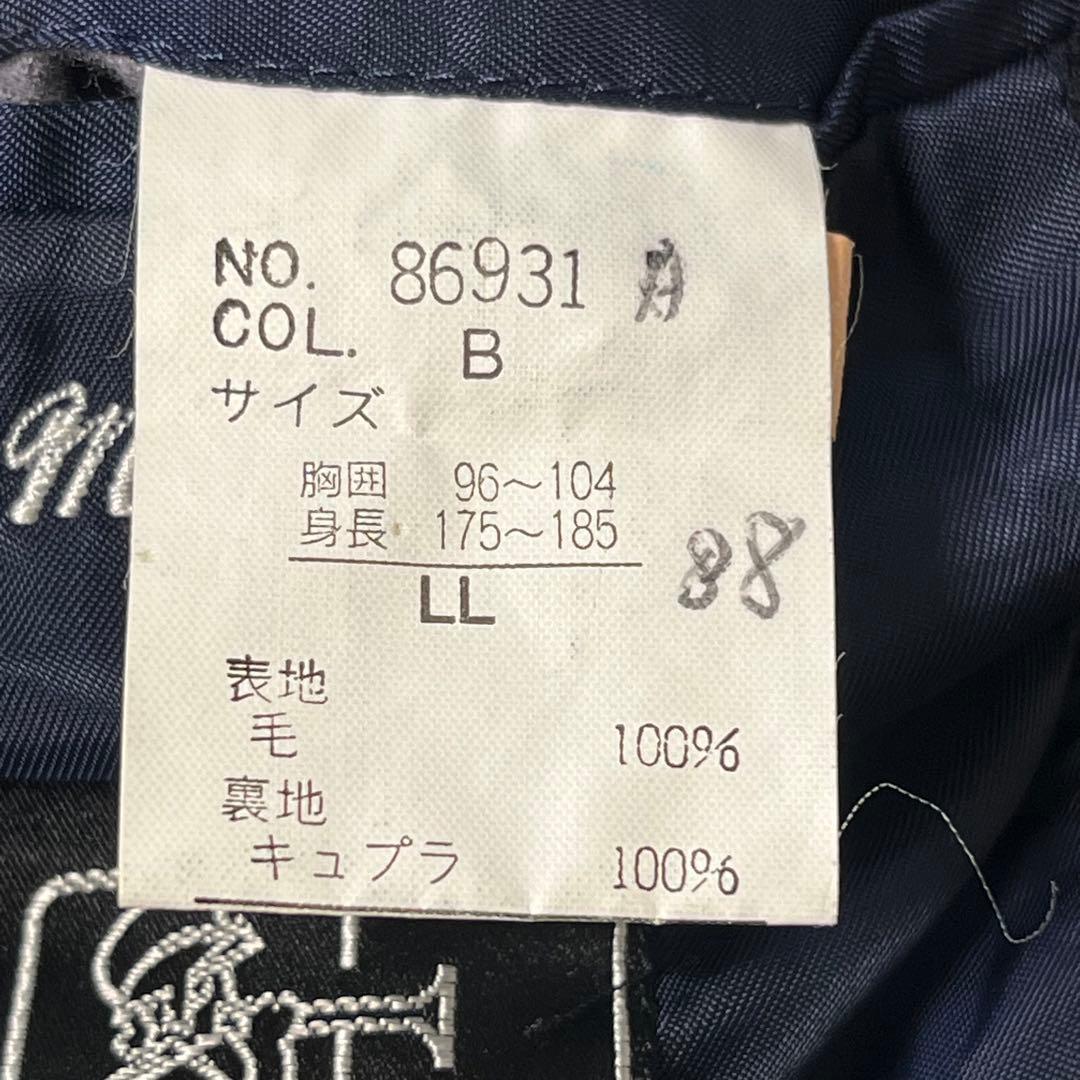 NO. 86931 A
COL. B
サイズ
胸囲 96～104
身長 175～185
LL
88
表地
毛 100%
裏地
キュプラ 100%